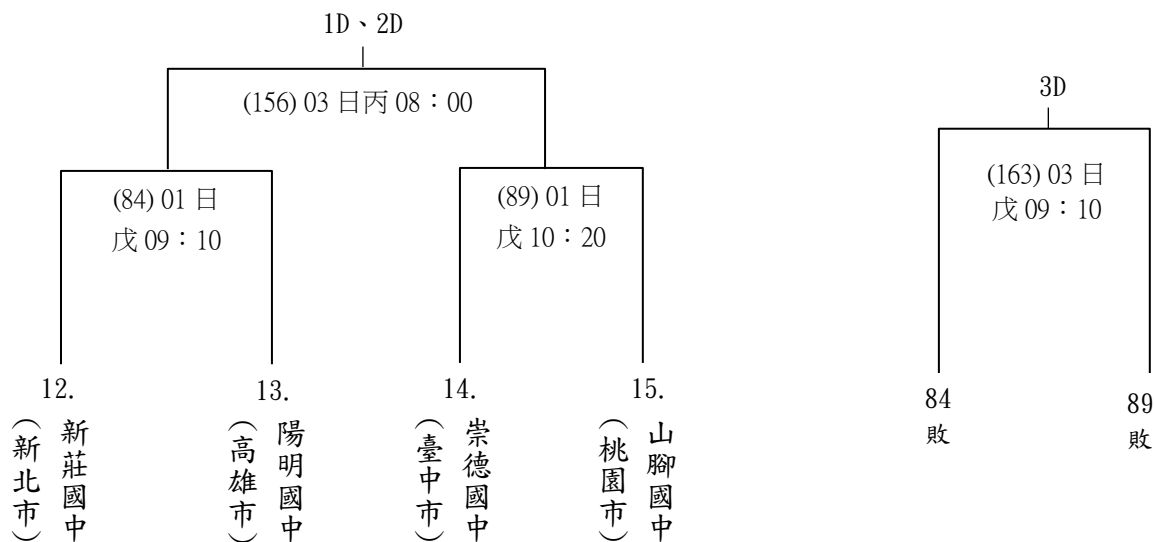 1D、2D
(156) 03 日丙 08：00
(84) 01 日
戊 09：10
(89) 01 日
戊 10：20
12.
新莊國中
（新北市）
13.
陽明國中
（高雄市）
14.
崇德國中
（臺中市）
15.
山腳國中
（桃園市）
3D
(163) 03 日
戊 09：10
84
敗
89
敗